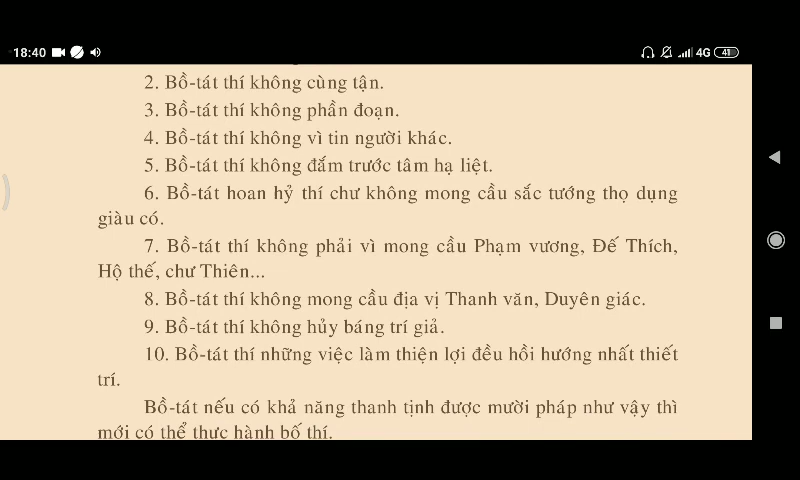 18:40
4G 41
2. Bồ-tát thí không cùng tận.
3. Bồ-tát thí không phần đoạn.
4. Bồ-tát thí không vì tin người khác.
5. Bồ-tát thí không đắm trước tâm hạ liệt.
6. Bồ-tát hoan hỷ thí chư không mong cầu sắc tướng thọ dụng
giàu có.
7. Bồ-tát thí không phải vì mong cầu Phạm vương, Đế Thích,
Hộ thế, chư Thiên...
8. Bồ-tát thí không mong cầu địa vị Thanh văn, Duyên giác.
9. Bồ-tát thí không hủy báng trí giả.
10. Bồ-tát thí những việc làm thiện lợi đều hồi hướng nhất thiết
trí.
Bồ-tát nếu có khả năng thanh tịnh được mười pháp như vậy thì
mới có thể thực hành bố thí.